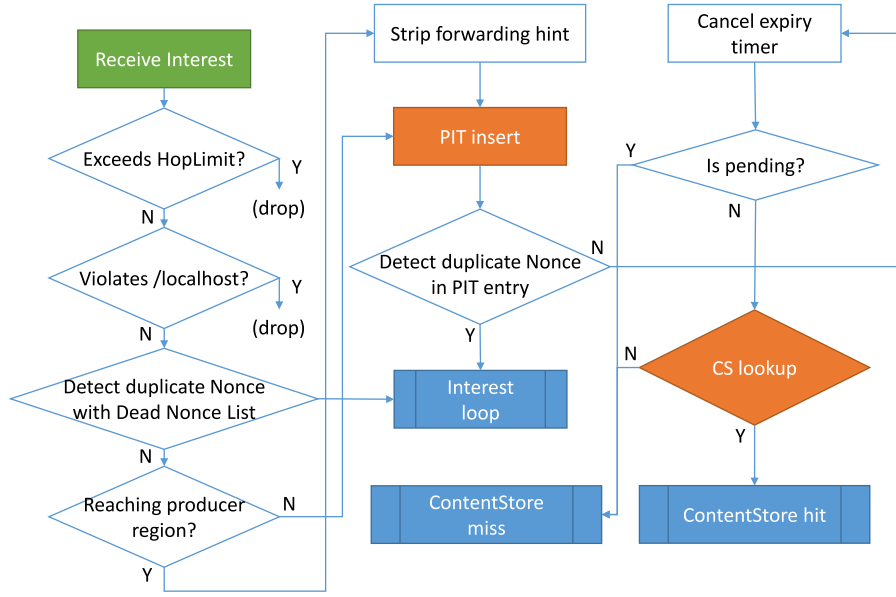 Receive Interest
Exceeds HopLimit?
Y
(drop)
N
Violates /localhost?
Y
(drop)
N
Detect duplicate Nonce
with Dead Nonce List
N
Reaching producer
region?
N
Y
Strip forwarding hint
PIT insert
Detect duplicate Nonce
in PIT entry
N
Y
Interest
loop
ContentStore
miss
Cancel expiry
timer
Is pending?
Y
N
CS lookup
N
Y
ContentStore hit